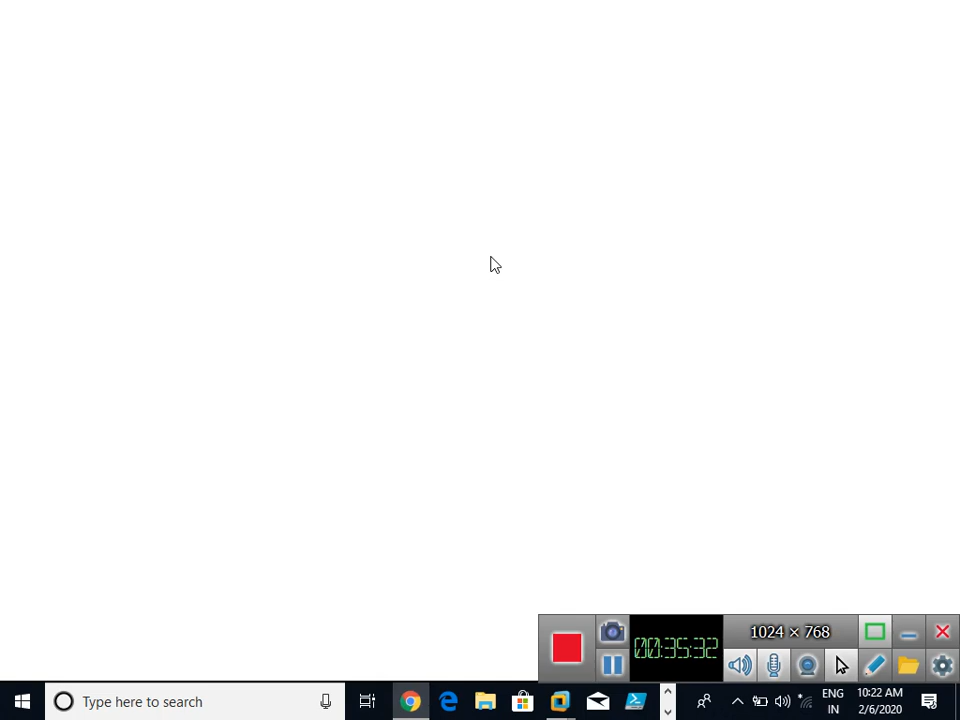 1024 × 768
00:35:32
Type here to search
ENG
IN
10:22 AM
2/6/2020